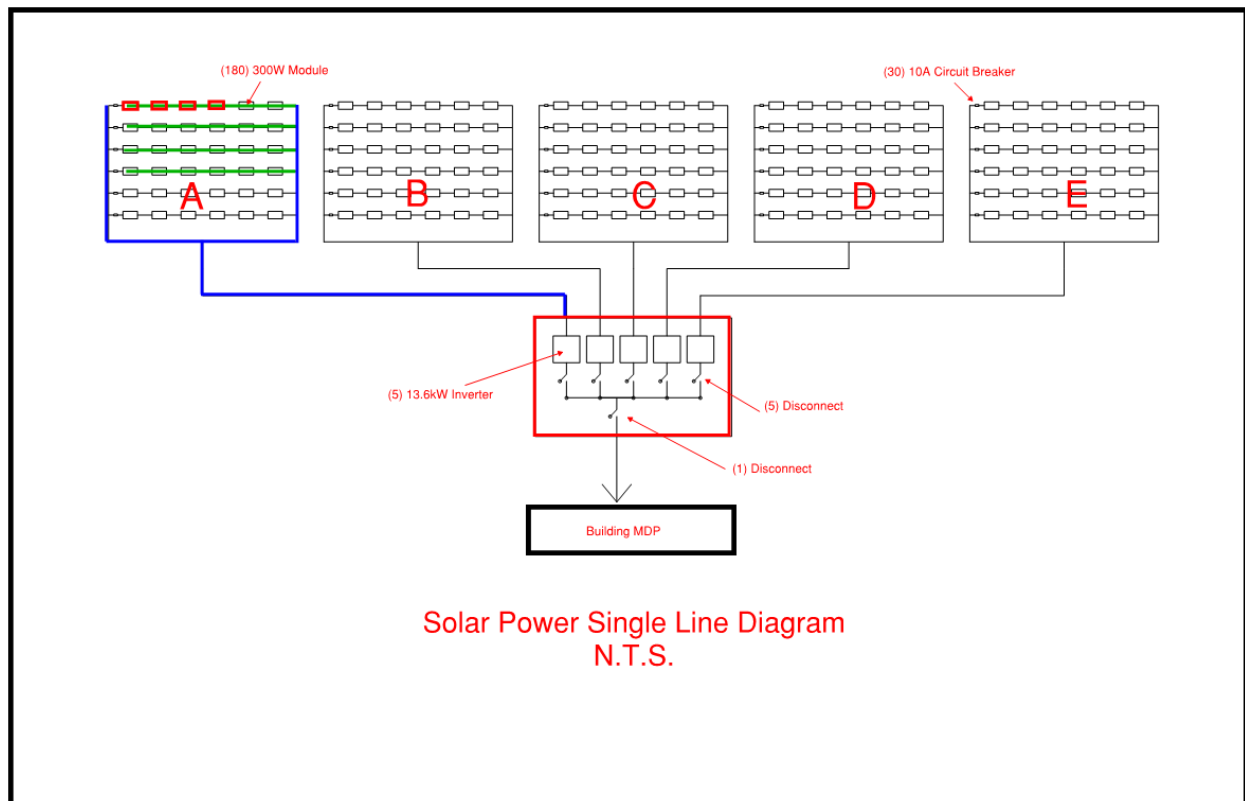 (180) 300W Module
(30) 10A Circuit Breaker
A
B
C
D
E
(5) 13.6kW Inverter
(5) Disconnect
(1) Disconnect
Building MDP
Solar Power Single Line Diagram
N.T.S.